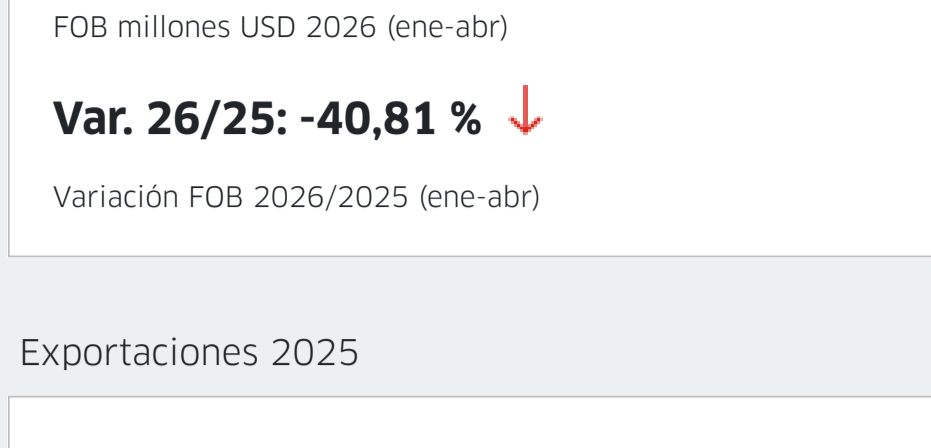 FOB millones USD 2026 (ene-abr)
Var. 26/25: -40,81 %
Variación FOB 2026/2025 (ene-abr)
Exportaciones 2025